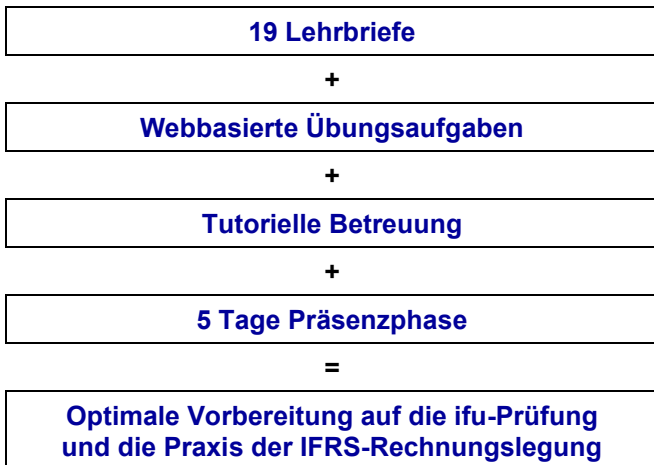 19 Lehrbriefe
+
Webbasierte Übungsaufgaben
+
Tutorielle Betreuung
+
5 Tage Präsenzphase
=
Optimale Vorbereitung auf die ifu-Prüfung
und die Praxis der IFRS-Rechnungslegung